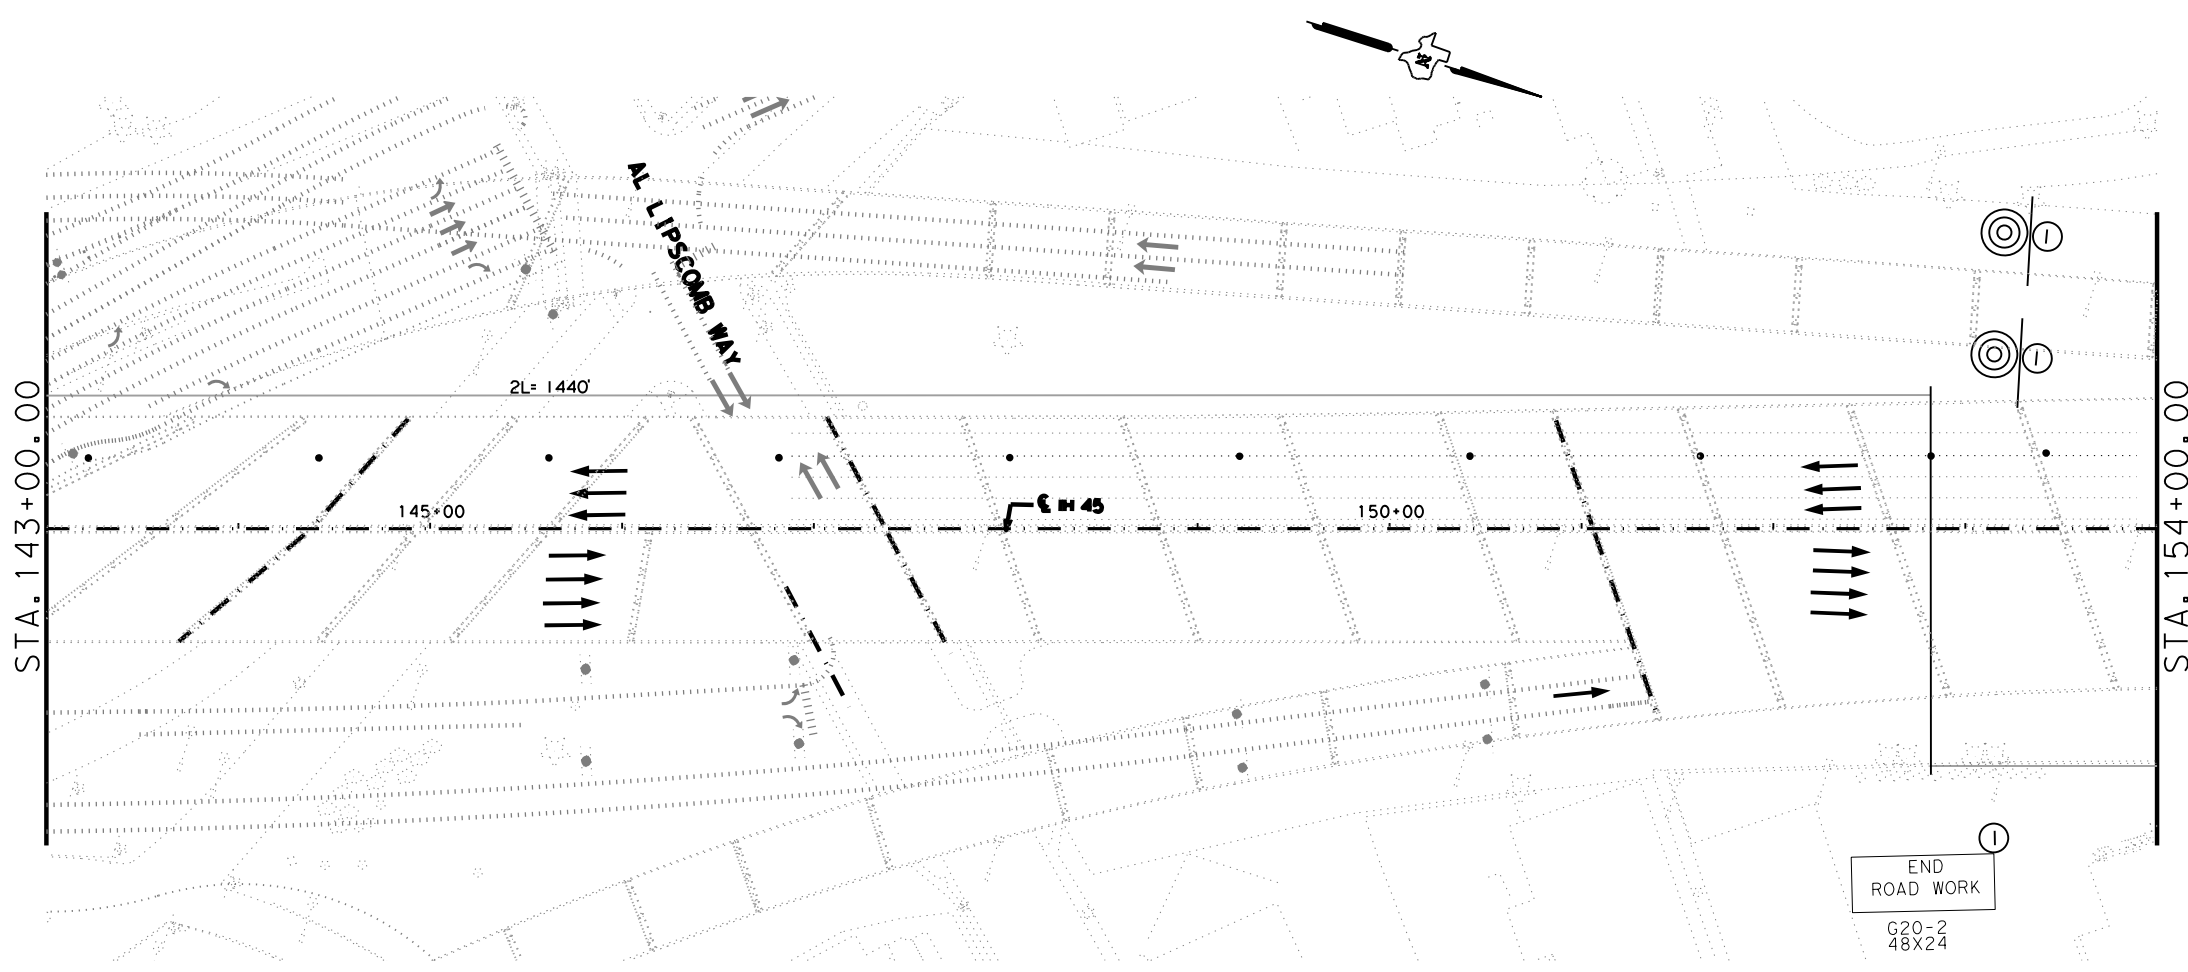 N
AL LIPSCOMB WAY
1
1
2L= 1440'
STA. 143+00.00
STA. 154+00.00
145+00
℄ IH 45
150+00
1
END
ROAD WORK
G20-2
48X24